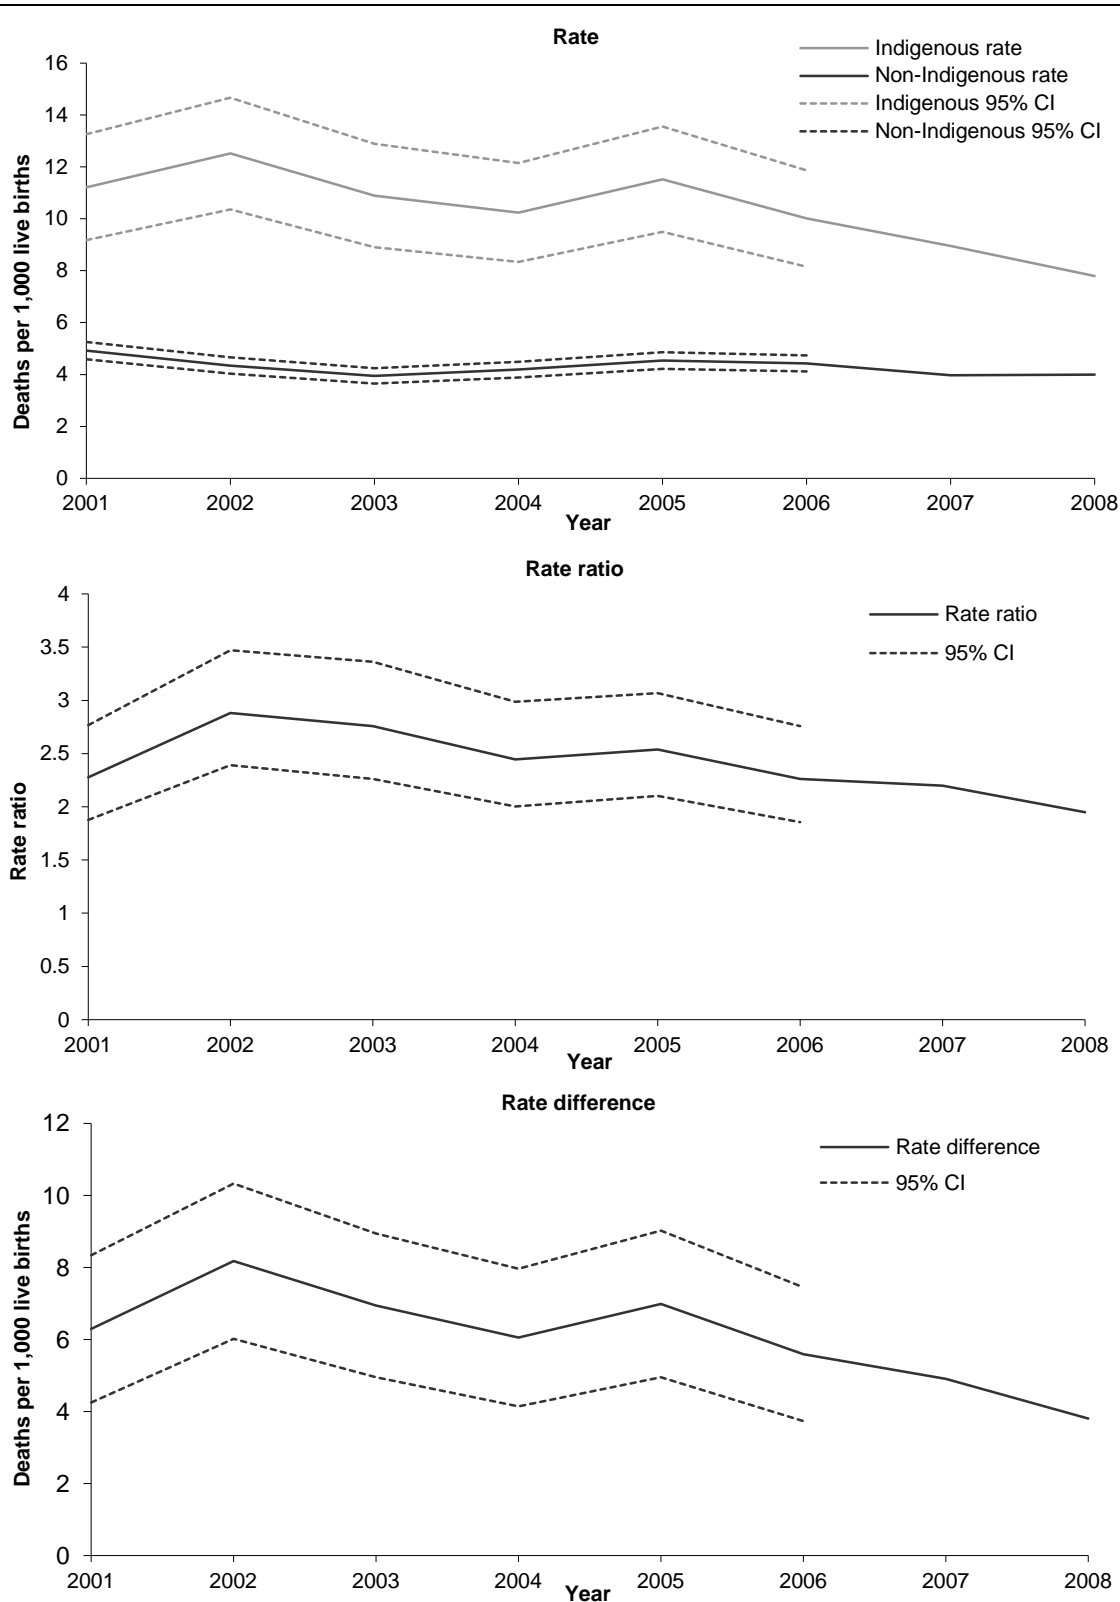 Rate
Indigenous rate
Non-Indigenous rate
Indigenous 95% CI
Non-Indigenous 95% CI
Deaths per 1,000 live births
16
14
12
10
8
6
4
2
0
2001 2002 2003 2004 2005 2006 2007 2008
Year
Rate ratio
Rate ratio
95% CI
Rate ratio
4
3.5
3
2.5
2
1.5
1
0.5
0
2001 2002 2003 2004 2005 2006 2007 2008
Year
Rate difference
Rate difference
95% CI
Deaths per 1,000 live births
12
10
8
6
4
2
0
2001 2002 2003 2004 2005 2006 2007 2008
Year